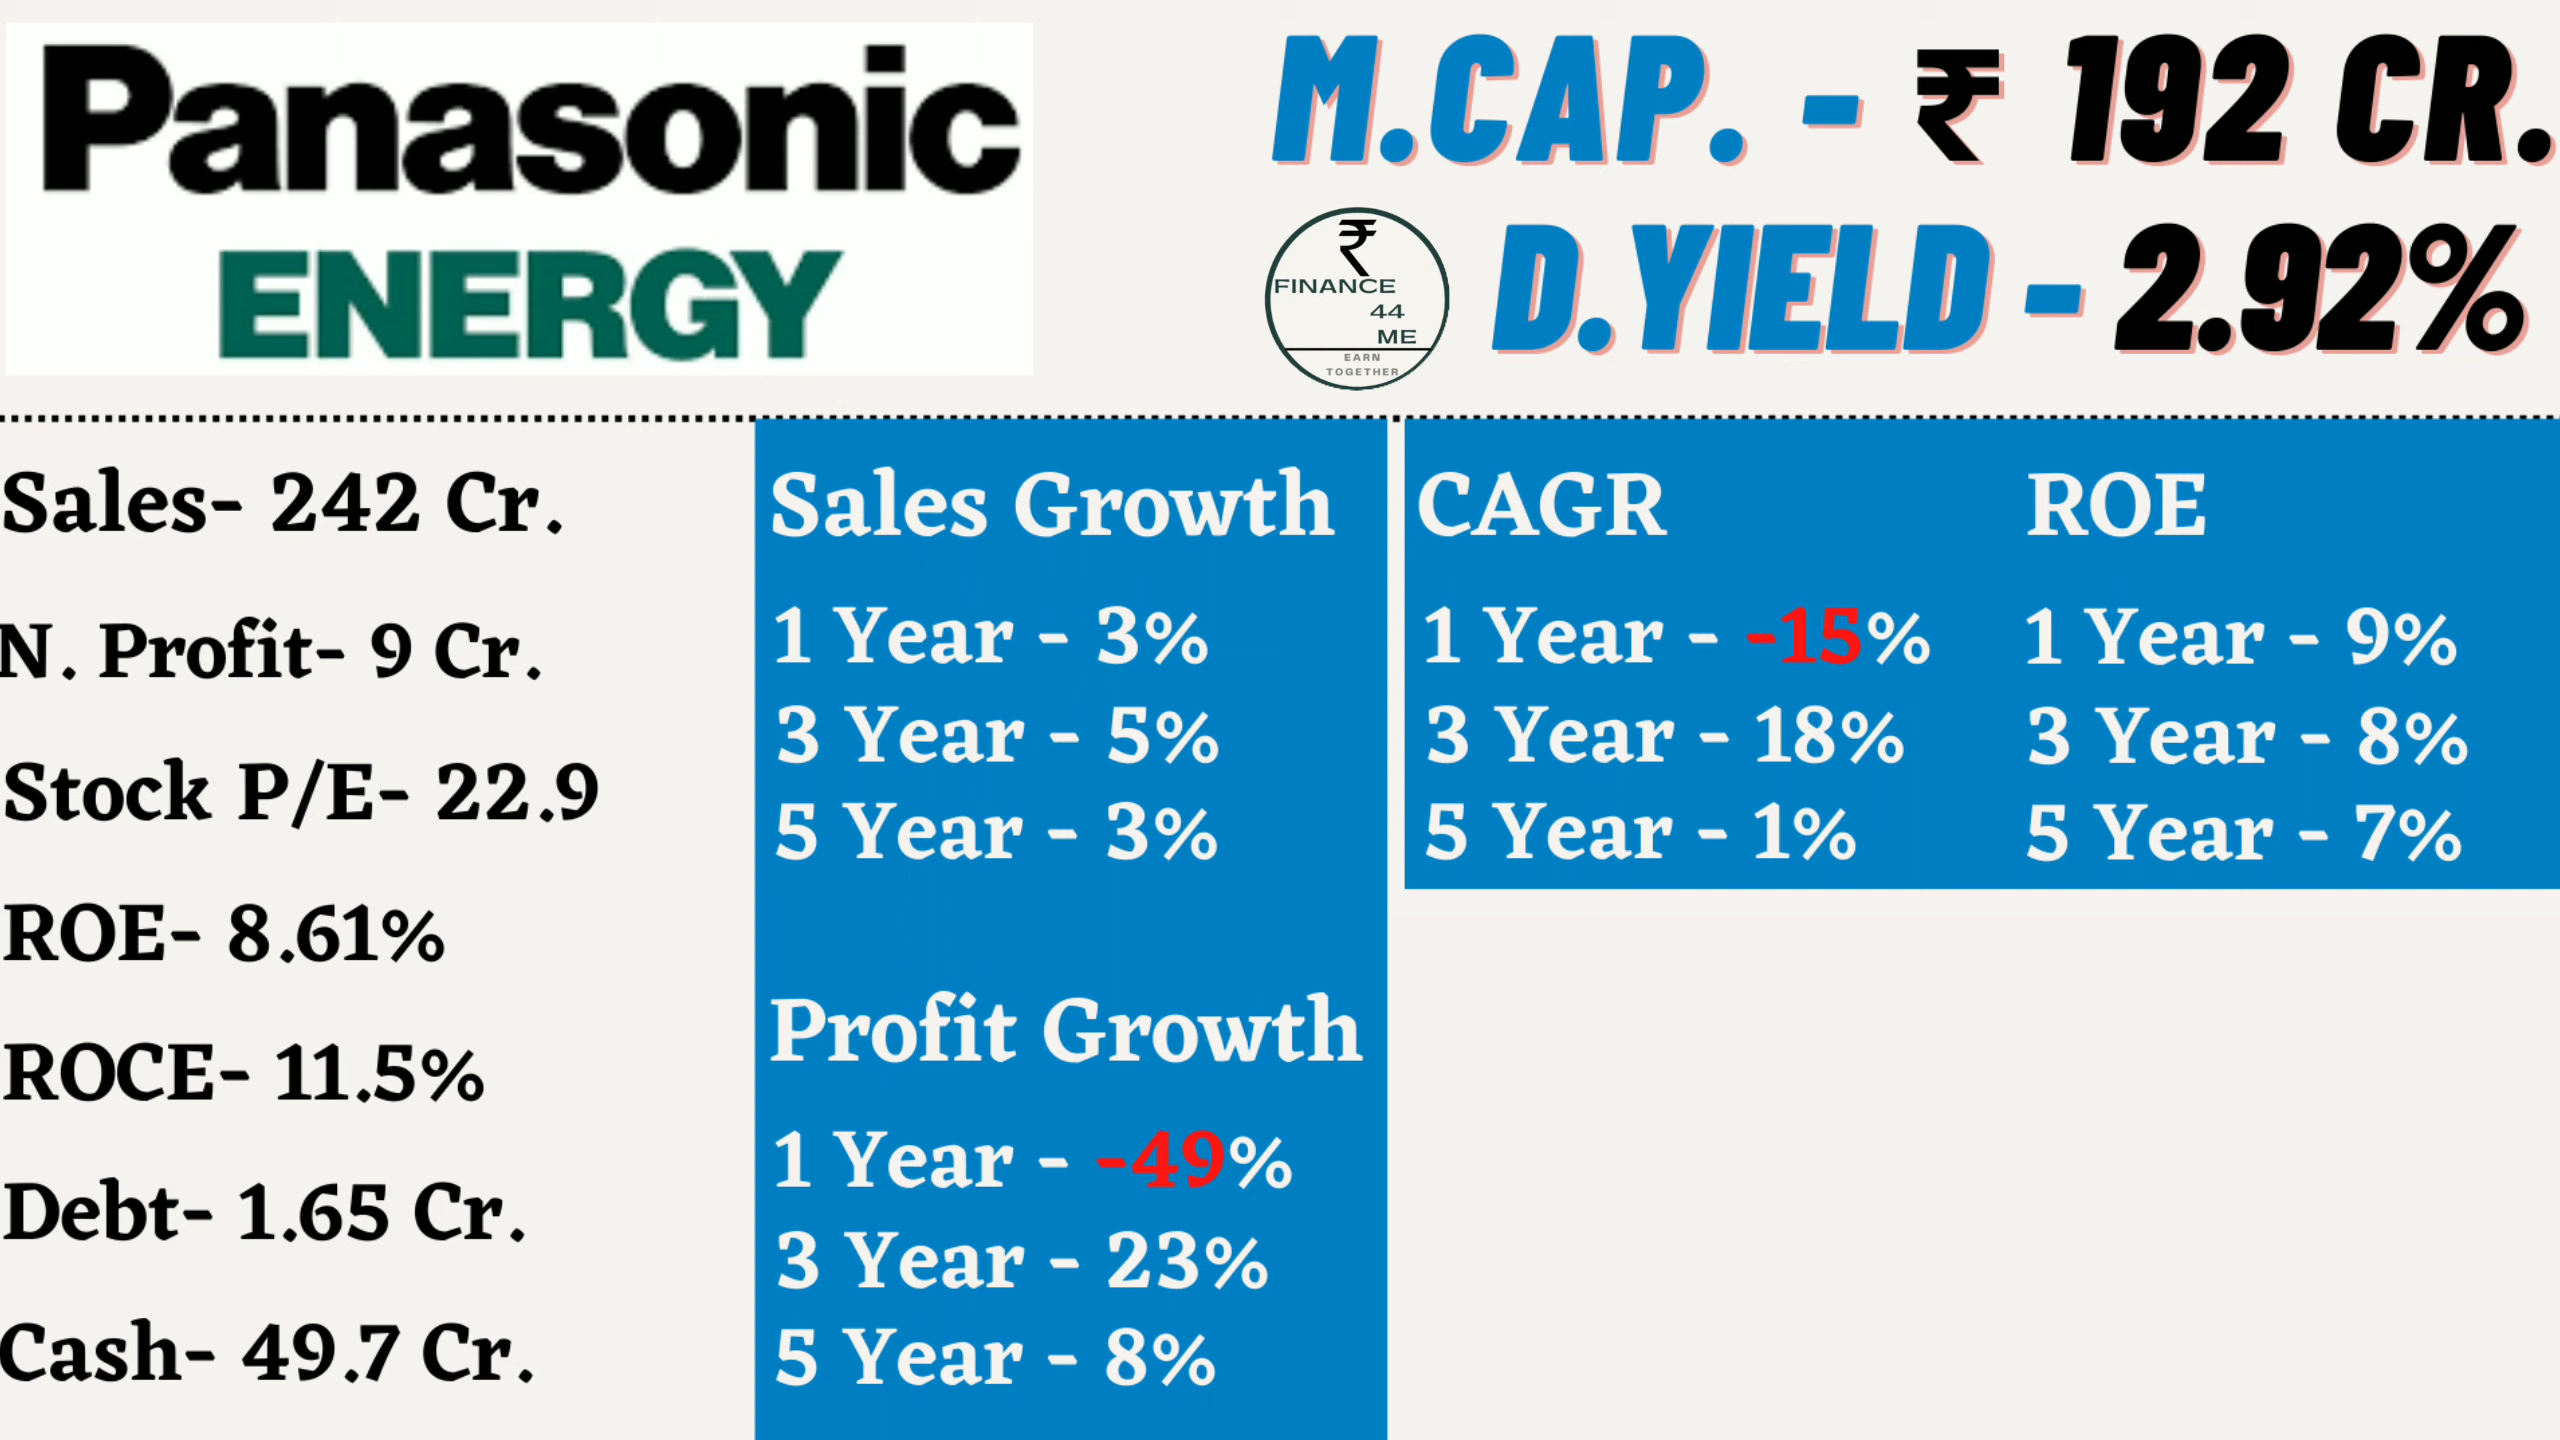 Panasonic
ENERGY
M.CAP. - ₹ 192 CR.
₹
FINANCE
44
ME
EARN
TOGETHER
D.YIELD - 2.92%
Sales- 242 Cr.
N. Profit- 9 Cr.
Stock P/E- 22.9
ROE- 8.61%
ROCE- 11.5%
Debt- 1.65 Cr.
Cash- 49.7 Cr.
Sales Growth
1 Year - 3%
3 Year - 5%
5 Year - 3%
Profit Growth
1 Year - -49%
3 Year - 23%
5 Year - 8%
CAGR
1 Year - -15%
3 Year - 18%
5 Year - 1%
ROE
1 Year - 9%
3 Year - 8%
5 Year - 7%